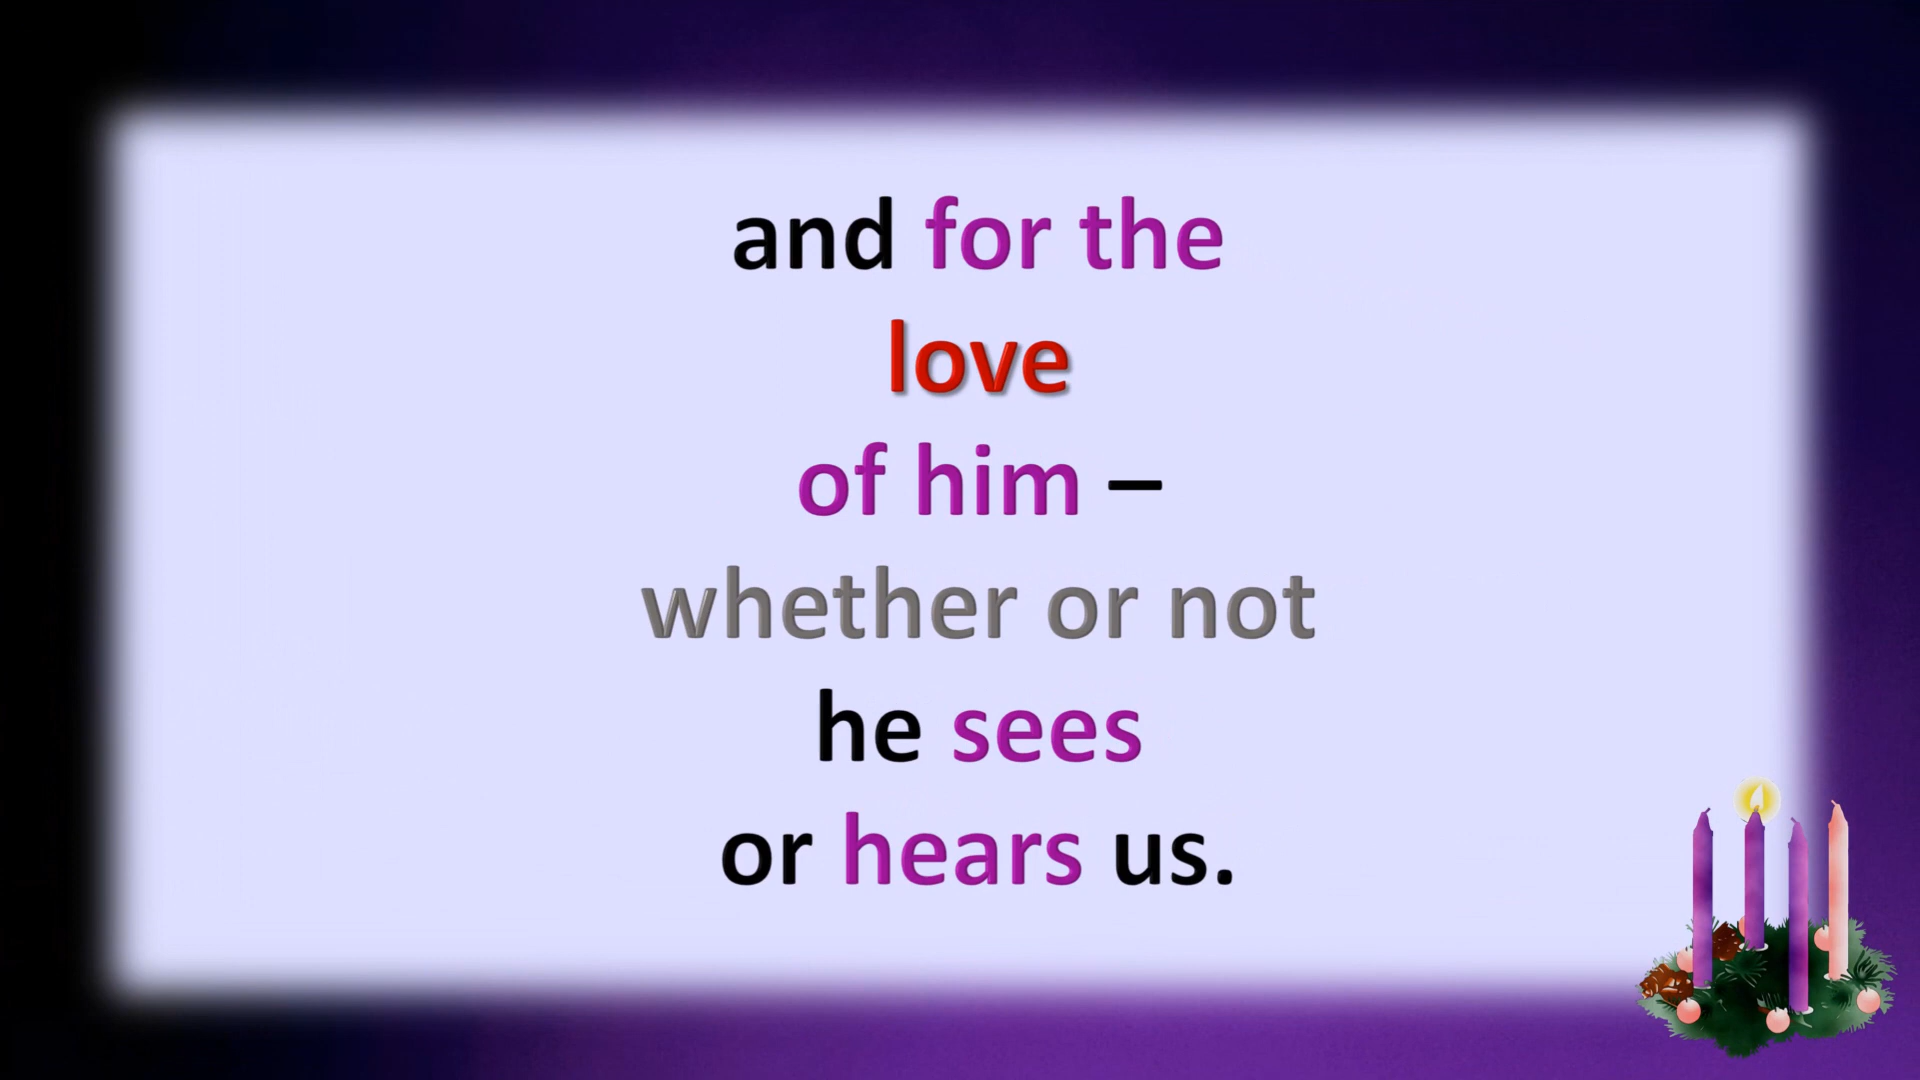 and for the
love
of him –
whether or not
he sees
or hears us.